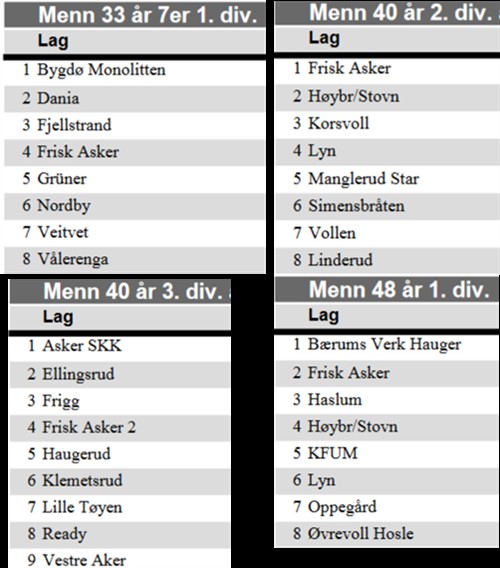 Menn 33 år 7er 1. div.
Lag
1 Bygdø Monolitten
2 Dania
3 Fjellstrand
4 Frisk Asker
5 Grüner
6 Nordby
7 Veitvet
8 Vålerenga
Menn 40 år 2. div.
Lag
1 Frisk Asker
2 Høybr/Stovn
3 Korsvoll
4 Lyn
5 Manglerud Star
6 Simensbråten
7 Vollen
8 Linderud
Menn 40 år 3. div.
Lag
1 Asker SKK
2 Ellingsrud
3 Frigg
4 Frisk Asker 2
5 Haugerud
6 Klemetsrud
7 Lille Tøyen
8 Ready
9 Vestre Aker
Menn 48 år 1. div.
Lag
1 Bærums Verk Hauger
2 Frisk Asker
3 Haslum
4 Høybr/Stovn
5 KFUM
6 Lyn
7 Oppegård
8 Øvrevoll Hosle